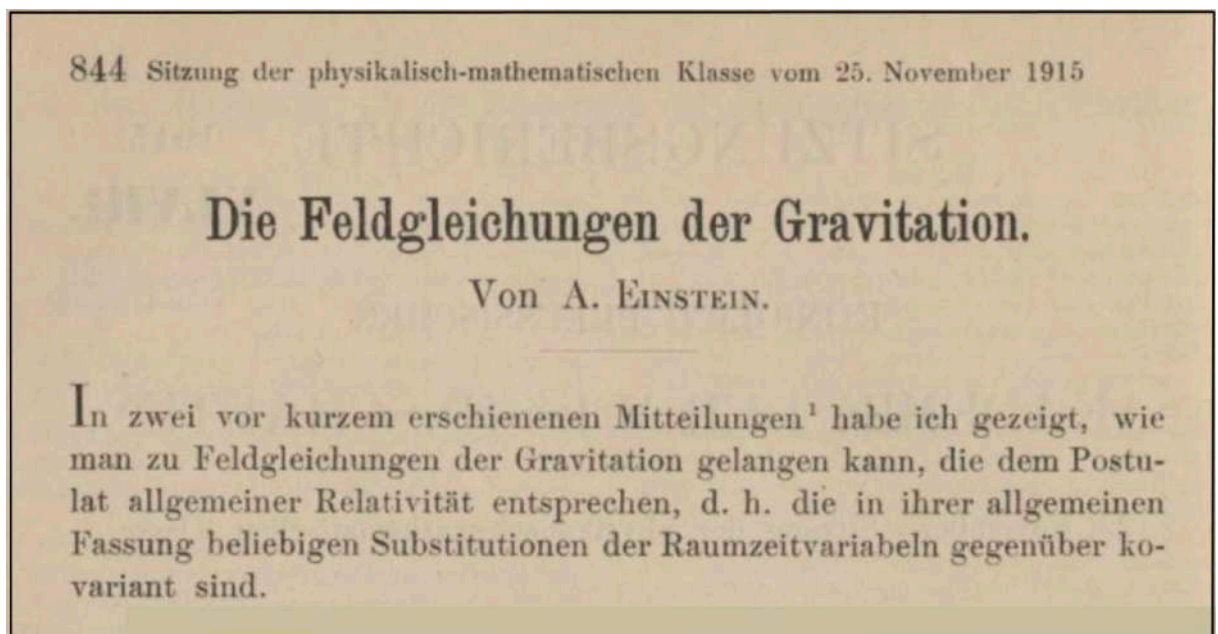 844 Sitzung der physikalisch-mathematischen Klasse vom 25. November 1915
Die Feldgleichungen der Gravitation.
Von A. Einstein.
In zwei vor kurzem erschienenen Mitteilungen¹ habe ich gezeigt, wie
man zu Feldgleichungen der Gravitation gelangen kann, die dem Postu-
lat allgemeiner Relativität entsprechen, d. h. die in ihrer allgemeinen
Fassung beliebigen Substitutionen der Raumzeitvariabeln gegenüber ko-
variant sind.